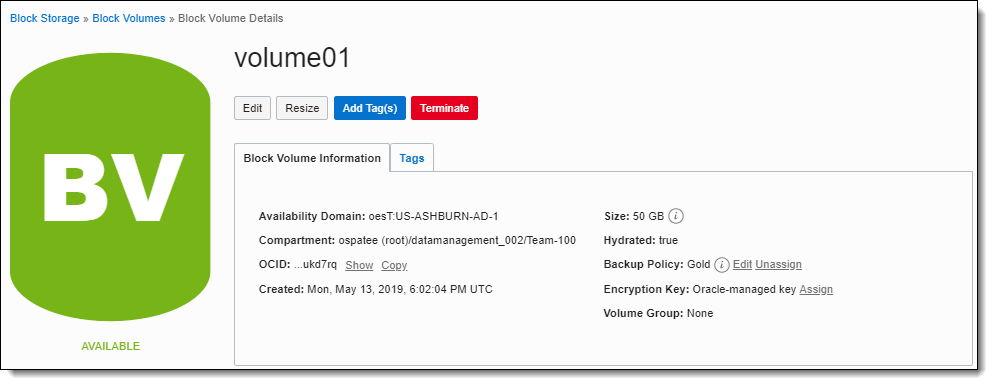 Block Storage » Block Volumes » Block Volume Details
BV
AVAILABLE
volume01
Edit Resize Add Tag(s) Terminate
Block Volume Information Tags
Availability Domain: oesT:US-ASHBURN-AD-1
Compartment: ospatee (root)/datamanagement_002/Team-100
OCID: ...ukd7rq Show Copy
Created: Mon, May 13, 2019, 6:02:04 PM UTC
Size: 50 GB i
Hydrated: true
Backup Policy: Gold i Edit Unassign
Encryption Key: Oracle-managed key Assign
Volume Group: None